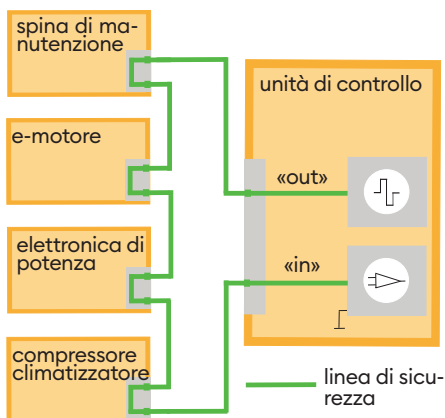 spina di ma-
nutenzione
e-motore
elettronica di
potenza
compressore
climatizzatore
unità di controllo
«out»
«in»
linea di sicu-
rezza